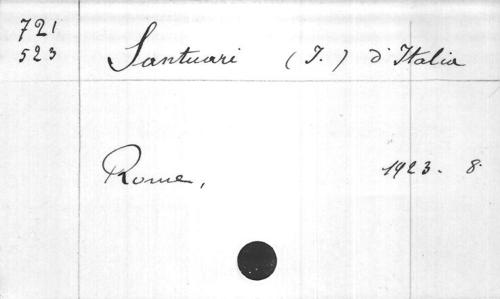 721
523
Santuari (I.) d'Italia
Rome, 1923. 8.